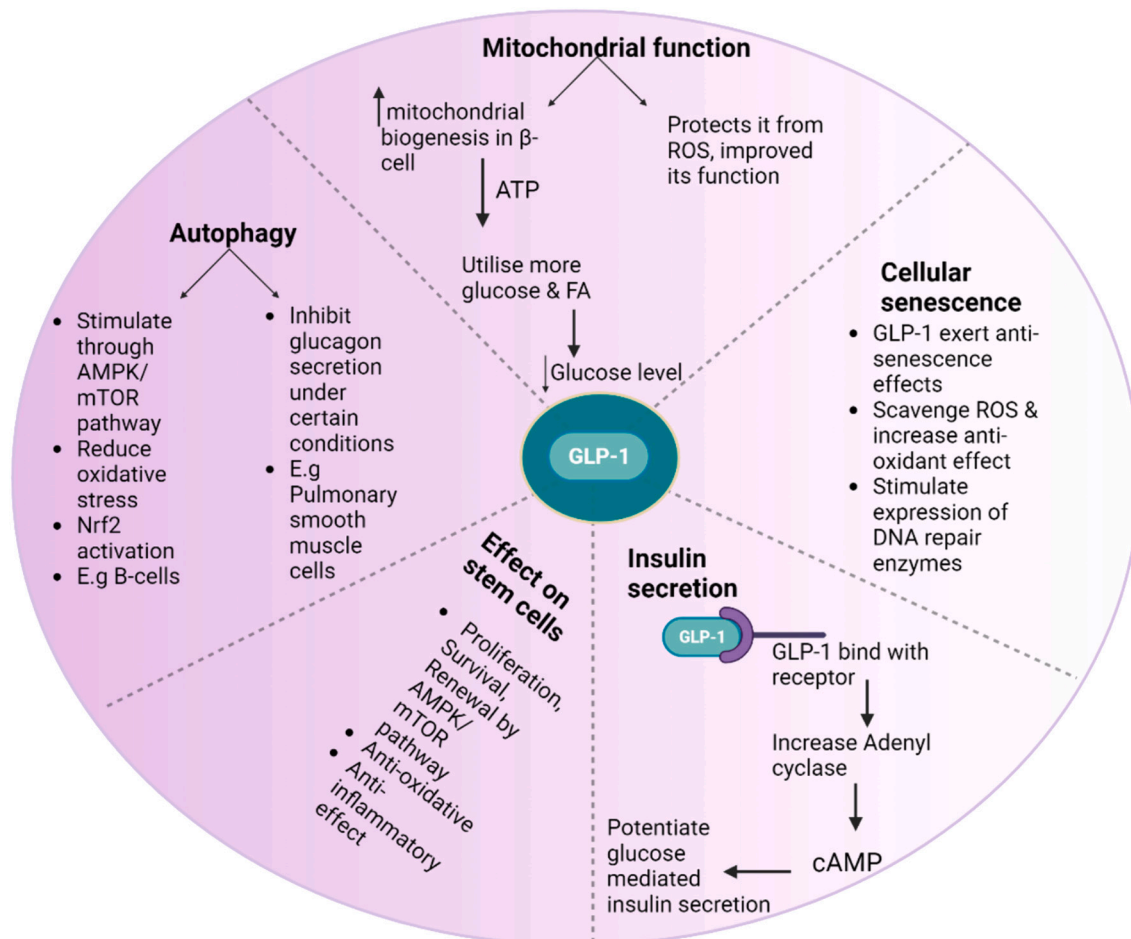 Mitochondrial function
mitochondrial
biogenesis in β-
cell
ATP
Utilise more
glucose & FA
Glucose level
Protects it from
ROS, improved
its function
Autophagy
Stimulate
through
AMPK/
mTOR
pathway
Reduce
oxidative
stress
Nrf2
activation
E.g B-cells
Inhibit
glucagon
secretion
under
certain
conditions
E.g
Pulmonary
smooth
muscle
cells
Cellular
senescence
GLP-1 exert anti-
senescence
effects
Scavenge ROS &
increase anti-
oxidant effect
Stimulate
expression of
DNA repair
enzymes
GLP-1
Effect on
stem cells
Proliferation,
Survival,
Renewal by
AMPK/
mTOR
pathway
Anti-oxidative
Anti-
inflammatory
effect
Insulin
secretion
GLP-1
GLP-1 bind with
receptor
Increase Adenyl
cyclase
cAMP
Potentiate
glucose
mediated
insulin secretion